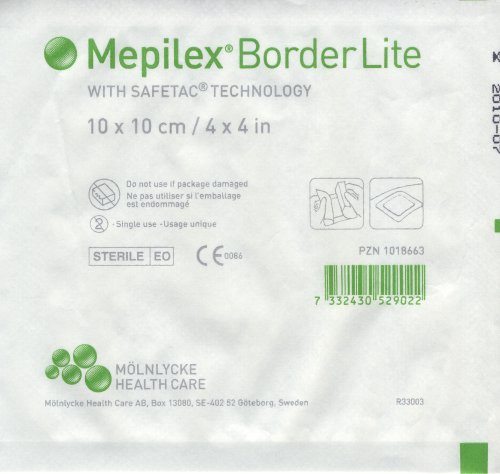 Mepilex® Border Lite
WITH SAFETAC® TECHNOLOGY
10 x 10 cm / 4 x 4 in
Do not use if package damaged
Ne pas utiliser si l'emballage
est endommagé
2 - Single use - Usage unique
STERILE EO
CE 0086
PZN 1018663
7 332430 529022
MÖLNLYCKE
HEALTH CARE
Mölnlycke Health Care AB, Box 13080, SE-402 52 Göteborg, Sweden
R33003
2010-07